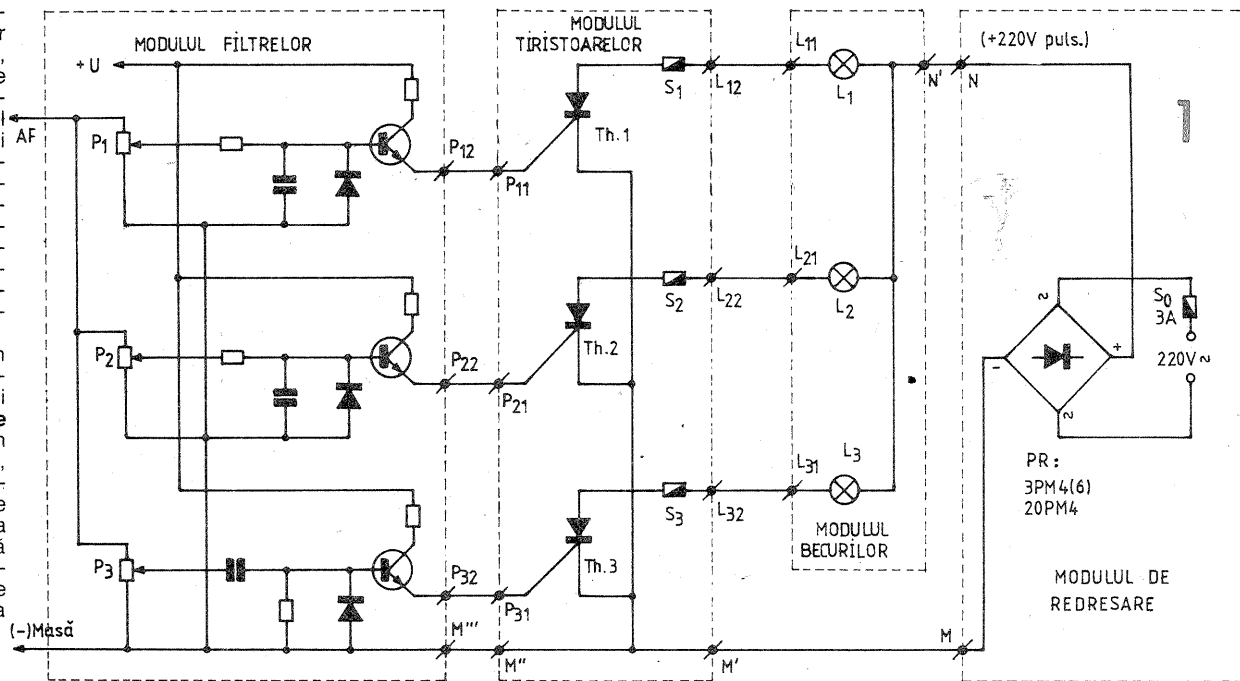 MODULUL FILTRELOR
+U
AF
P1
P12
P11
P2
P22
P21
P3
P32
P31
(-)Masă
M'''
M''
MODULUL
TIRISTOARELOR
Th.1
Th.2
Th.3
S1
S2
S3
L12
L22
L32
M'
L11
L1
L21
L2
L31
L3
MODULUL
BECURILOR
N'
N
(+220V puls.)
1
S0
3A
220V~
~
+
-
~
PR:
3PM4(6)
20PM4
MODULUL DE
REDRESARE
M